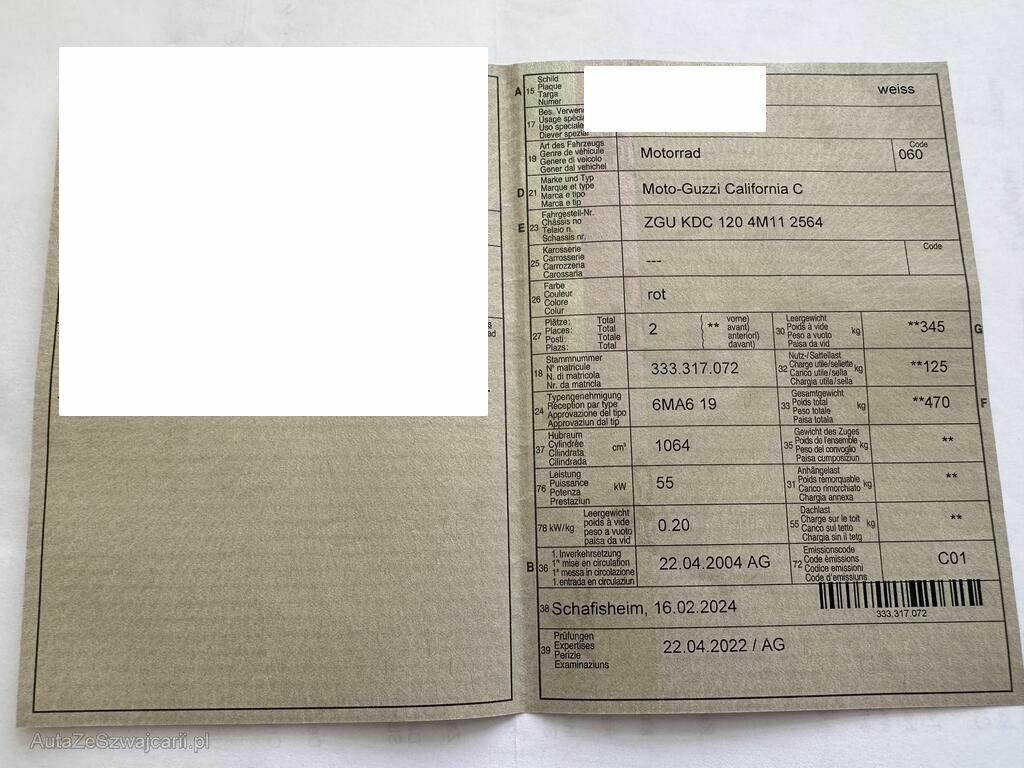 s
ad
A 15 Schild
Plaque
Targa
Numer
weiss
17 Bes. Verwen
Usage spécia
Uso speciale
Diever spezial
19 Art des Fahrzeugs
Genre de véhicule
Genere di veicolo
Gener dal vehichel
Motorrad
Code
060
D 21 Marke und Typ
Marque et type
Marca e tipo
Marca e tip
Moto-Guzzi California C
E 23 Fahrgestell-Nr.
Châssis no
Telaio n.
Schassis nr.
ZGU KDC 120 4M11 2564
25 Karosserie
Carrosserie
Carrozzeria
Carossaria
---
Code
26 Farbe
Couleur
Colore
Colur
rot
27 Plätze: Total
Places: Total
Posti: Totale
Plazs: Total
2
( ** vorne)
avant)
anteriori)
davant)
30 Leergewicht
Poids à vide
Peso a vuoto
Paisa da vid
kg
**345
G
18 Stammnummer
N° matricule
N. di matricola
Nr. da matricla
333.317.072
32 Nutz-/Sattellast
Charge utile/sellette
Carico utile/sella
Chargia utila/sella
kg
**125
24 Typengenehmigung
Réception par type
Approvazione del tipo
Approvaziun dal tip
6MA6 19
33 Gesamtgewicht
Poids total
Peso totale
Paisa totala
kg
**470
F
37 Hubraum
Cylindrée
Cilindrata
Cilindrada
cm³
1064
35 Gewicht des Zuges
Poids de l'ensemble
Peso del convoglio
Paisa cumposiziun
kg
**
76 Leistung
Puissance
Potenza
Prestaziun
kW
55
31 Anhängelast
Poids remorquable
Carico rimorchiato
Chargia annexa
kg
**
78 kW/kg Leergewicht
poids à vide
peso a vuoto
paisa da vid
0.20
55 Dachlast
Charge sur le toit
Carico sul tetto
Chargia sin il tetg
kg
**
B 36 1. Inverkehrsetzung
1re mise en circulation
1a messa in circolazione
1. entrada en circulaziun
22.04.2004 AG
72 Emissionscode
Code émissions
Codice emissioni
Code d'emissiuns
C01
38 Schafisheim, 16.02.2024
333.317.072
39 Prüfungen
Expertises
Perizie
Examinaziuns
22.04.2022 / AG
AutaZeSzwajcarii.pl